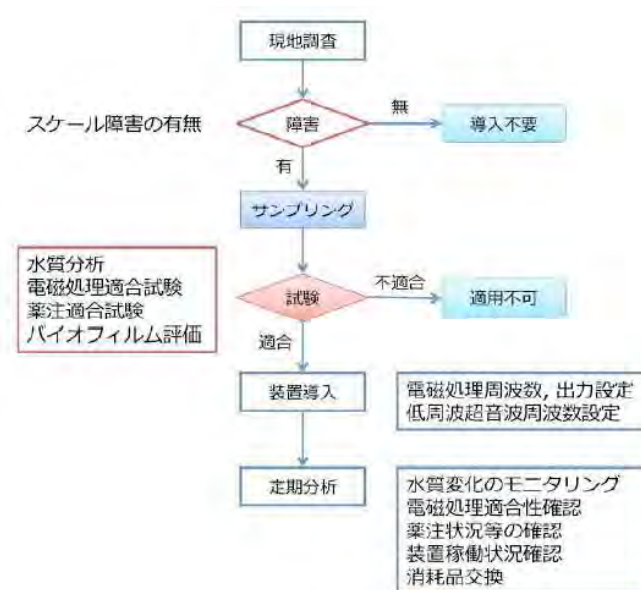 現地調査
スケール障害の有無
障害
無
導入不要
有
サンプリング
水質分析
電磁処理適合試験
薬注適合試験
バイオフィルム評価
試験
不適合
適用不可
適合
装置導入
電磁処理周波数, 出力設定
低周波超音波周波数設定
定期分析
水質変化のモニタリング
電磁処理適合性確認
薬注状況等の確認
装置稼働状況確認
消耗品交換